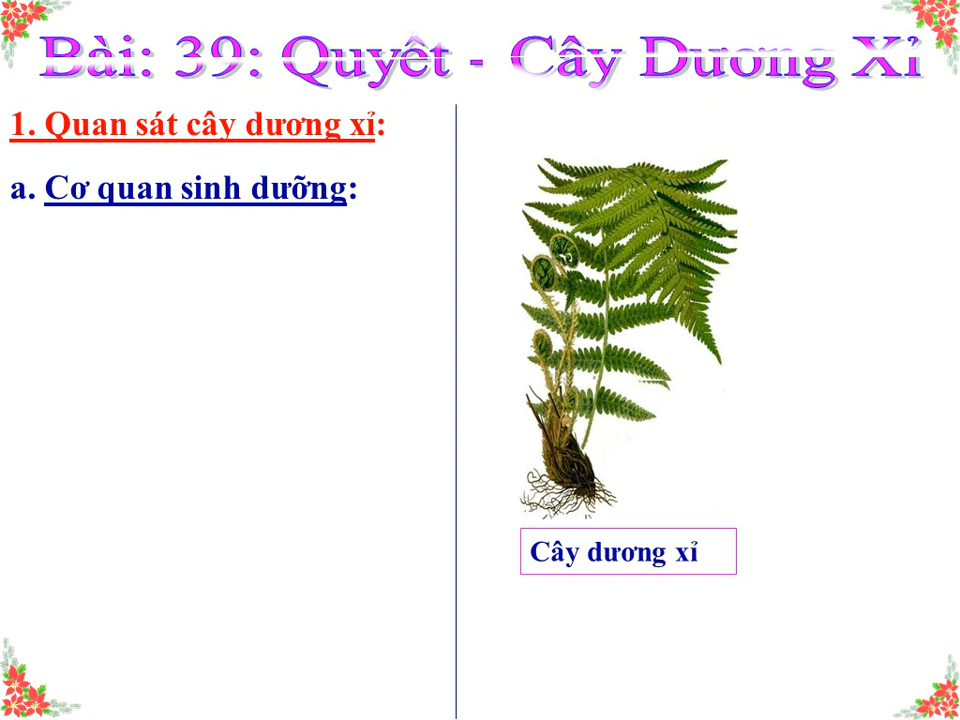 Bài: 39: Quyết - Cây Dương Xỉ
1. Quan sát cây dương xỉ:
a. Cơ quan sinh dưỡng:
Cây dương xỉ